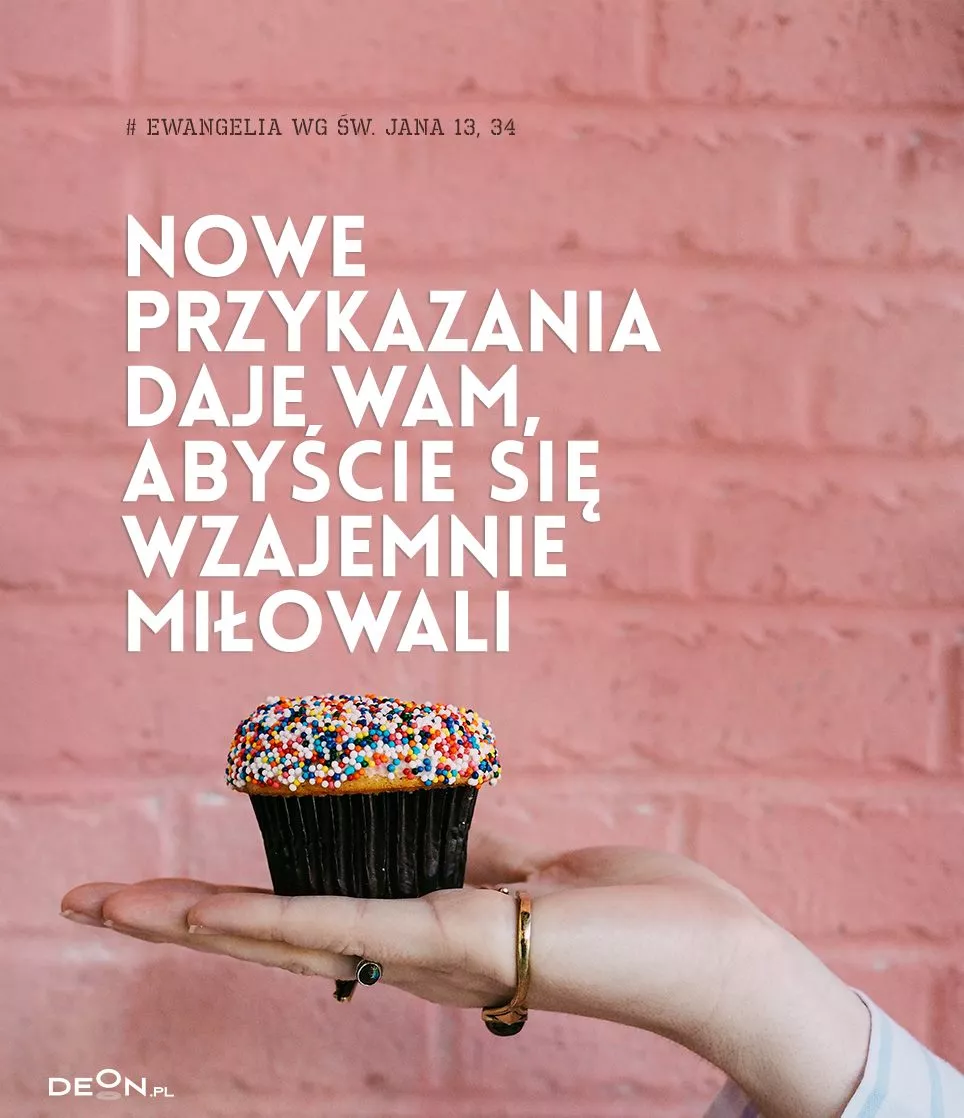 # EWANGELIA WG ŚW. JANA 13, 34
NOWE
PRZYKAZANIA
DAJĘ WAM,
ABYŚCIE SIĘ
WZAJEMNIE
MIŁOWALI
DEON.PL